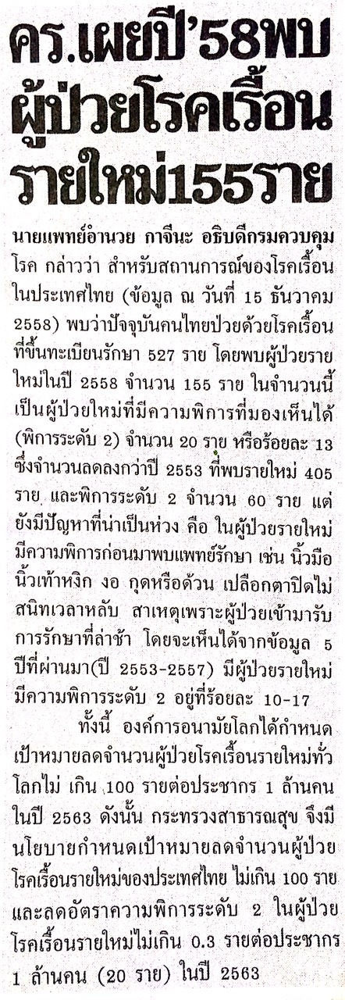 คร.เผยปี'58พบ
ผู้ป่วยโรคเรื้อน
รายใหม่155ราย
นายแพทย์อำนวย กาจีนะ อธิบดีกรมควบคุม
โรค กล่าวว่า สำหรับสถานการณ์ของโรคเรื้อน
ในประเทศไทย (ข้อมูล ณ วันที่ 15 ธันวาคม
2558) พบว่าปัจจุบันคนไทยป่วยด้วยโรคเรื้อน
ที่ขึ้นทะเบียนรักษา 527 ราย โดยพบผู้ป่วยราย
ใหม่ในปี 2558 จำนวน 155 ราย ในจำนวนนี้
เป็นผู้ป่วยใหม่ที่มีความพิการที่มองเห็นได้
(พิการระดับ 2) จำนวน 20 ราย หรือร้อยละ 13
ซึ่งจำนวนลดลงกว่าปี 2553 ที่พบรายใหม่ 405
ราย และพิการระดับ 2 จำนวน 60 ราย แต่
ยังมีปัญหาที่น่าเป็นห่วง คือ ในผู้ป่วยรายใหม่
มีความพิการก่อนมาพบแพทย์รักษา เช่น นิ้วมือ
นิ้วเท้าหงิก งอ กุดหรือด้วน เปลือกตาปิดไม่
สนิทเวลาหลับ สาเหตุเพราะผู้ป่วยเข้ามารับ
การรักษาที่ล่าช้า โดยจะเห็นได้จากข้อมูล 5
ปีที่ผ่านมา(ปี 2553-2557) มีผู้ป่วยรายใหม่
มีความพิการระดับ 2 อยู่ที่ร้อยละ 10-17
ทั้งนี้ องค์การอนามัยโลกได้กำหนด
เป้าหมายลดจำนวนผู้ป่วยโรคเรื้อนรายใหม่ทั่ว
โลกไม่ เกิน 100 รายต่อประชากร 1 ล้านคน
ในปี 2563 ดังนั้น กระทรวงสาธารณสุข จึงมี
นโยบายกำหนดเป้าหมายลดจำนวนผู้ป่วย
โรคเรื้อนรายใหม่ของประเทศไทย ไม่เกิน 100 ราย
และลดอัตราความพิการระดับ 2 ในผู้ป่วย
โรคเรื้อนรายใหม่ไม่เกิน 0.3 รายต่อประชากร
1 ล้านคน (20 ราย) ในปี 2563